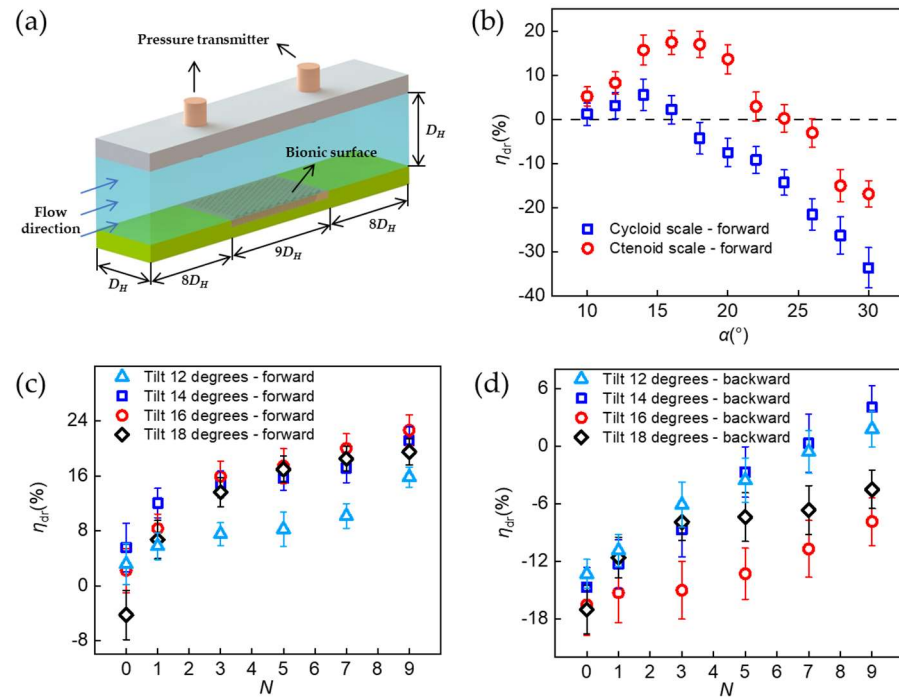 (a)
Pressure transmitter
D_H
Bionic surface
Flow
direction
8D_H
9D_H
8D_H
D_H
(b)
20
10
0
-10
-20
-30
-40
η_dr(%)
Cycloid scale - forward
Ctenoid scale - forward
10
15
20
25
30
α(°)
(c)
Tilt 12 degrees - forward
Tilt 14 degrees - forward
Tilt 16 degrees - forward
Tilt 18 degrees - forward
24
16
8
0
-8
η_dr(%)
0 1 2 3 4 5 6 7 8 9
N
(d)
Tilt 12 degrees - backward
Tilt 14 degrees - backward
Tilt 16 degrees - backward
Tilt 18 degrees - backward
6
0
-6
-12
-18
η_dr(%)
0 1 2 3 4 5 6 7 8 9
N